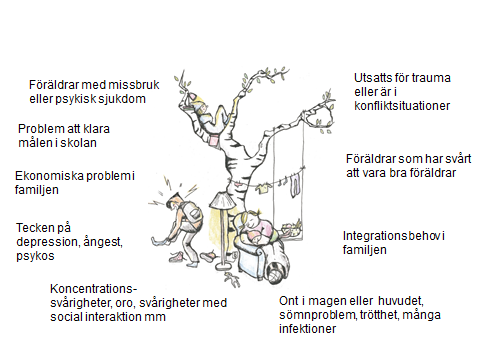 Föräldrar med missbruk
eller psykisk sjukdom
Utsatts för trauma
eller är i
konfliktsituationer
Problem att klara
målen i skolan
Föräldrar som har svårt
att vara bra föräldrar
Ekonomiska problem i
familjen
Tecken på
depression, ångest,
psykos
Integrationsbehov i
familjen
Koncentrations-
svårigheter, oro, svårigheter med
social interaktion mm
Ont i magen eller huvudet,
sömnproblem, trötthet, många
infektioner